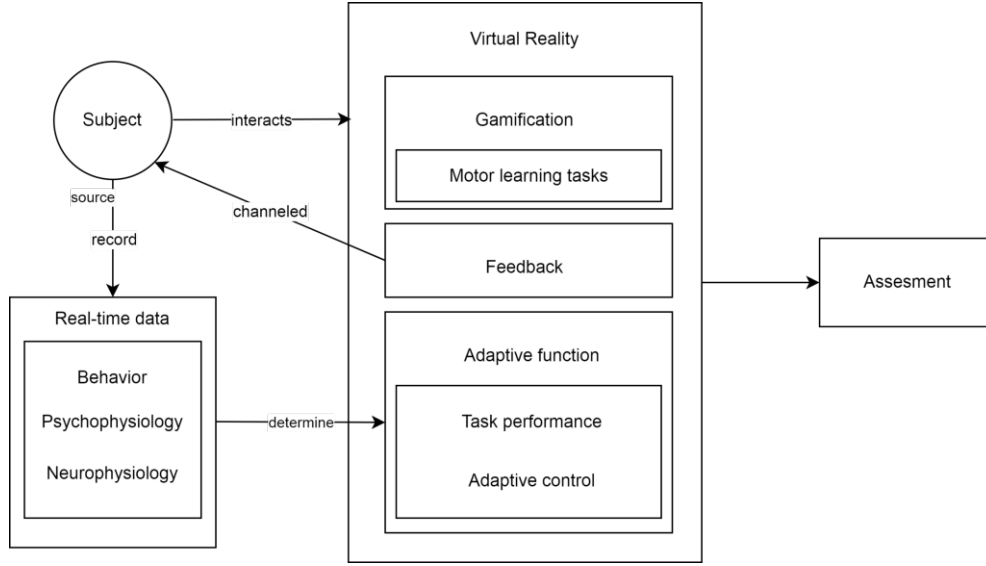 Virtual Reality
Subject
interacts
Gamification
Motor learning tasks
source
channeled
record
Feedback
Assesment
Real-time data
Behavior
Psychophysiology
Neurophysiology
determine
Adaptive function
Task performance
Adaptive control